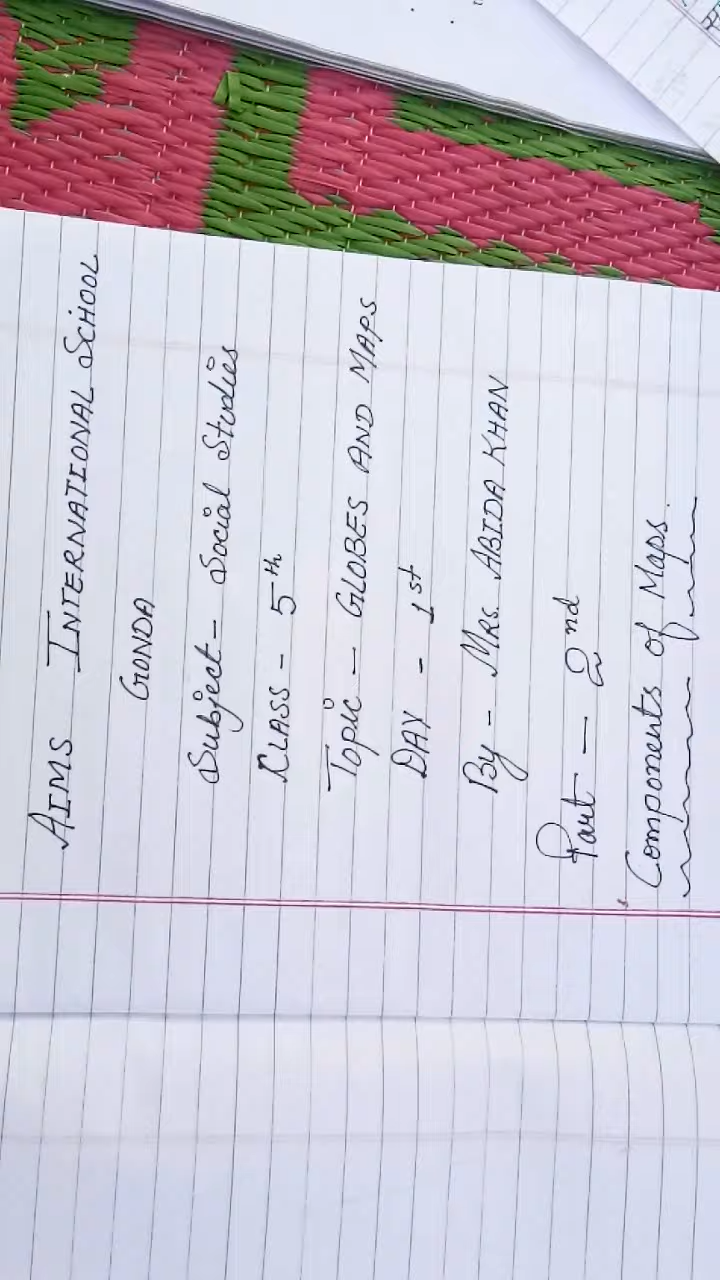 AIMS INTERNATIONAL SCHOOL
GONDA
Subject - Social Studies
CLASS - 5th
Topic - GLOBES AND MAPS
DAY - 1st
By - MRS. ABIDA KHAN
Part - 2nd
Components of Maps.